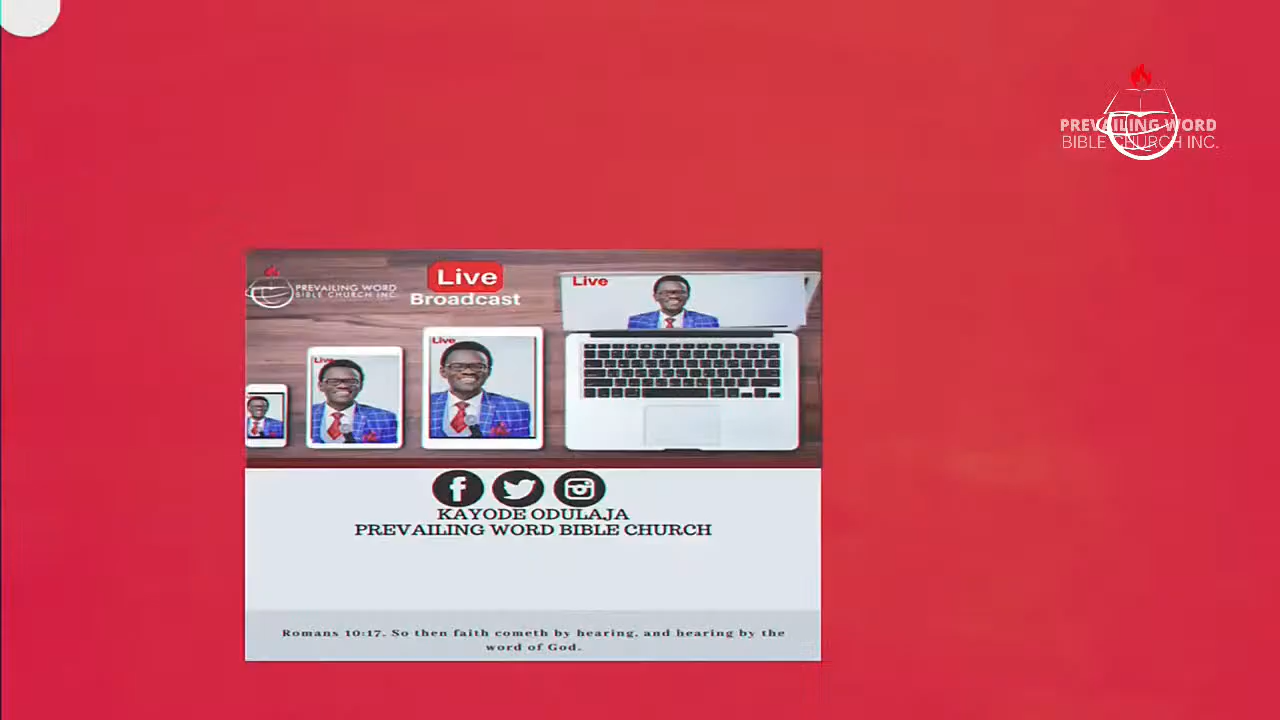 PREVAILING WORD
BIBLE CHURCH INC.
PREVAILING WORD
BIBLE CHURCH INC.
Live
Broadcast
Live
Live
Live
KAYODE ODULAJA
PREVAILING WORD BIBLE CHURCH
Romans 10:17. So then faith cometh by hearing, and hearing by the
word of God.